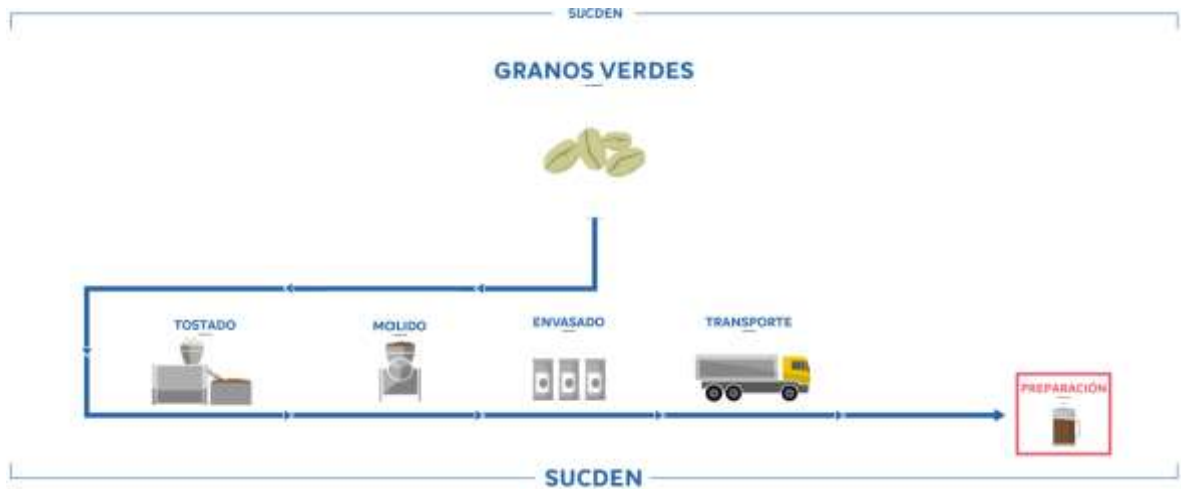 SUCDEN
GRANOS VERDES
TOSTADO
MOLIDO
ENVASADO
TRANSPORTE
PREPARACIÓN
SUCDEN